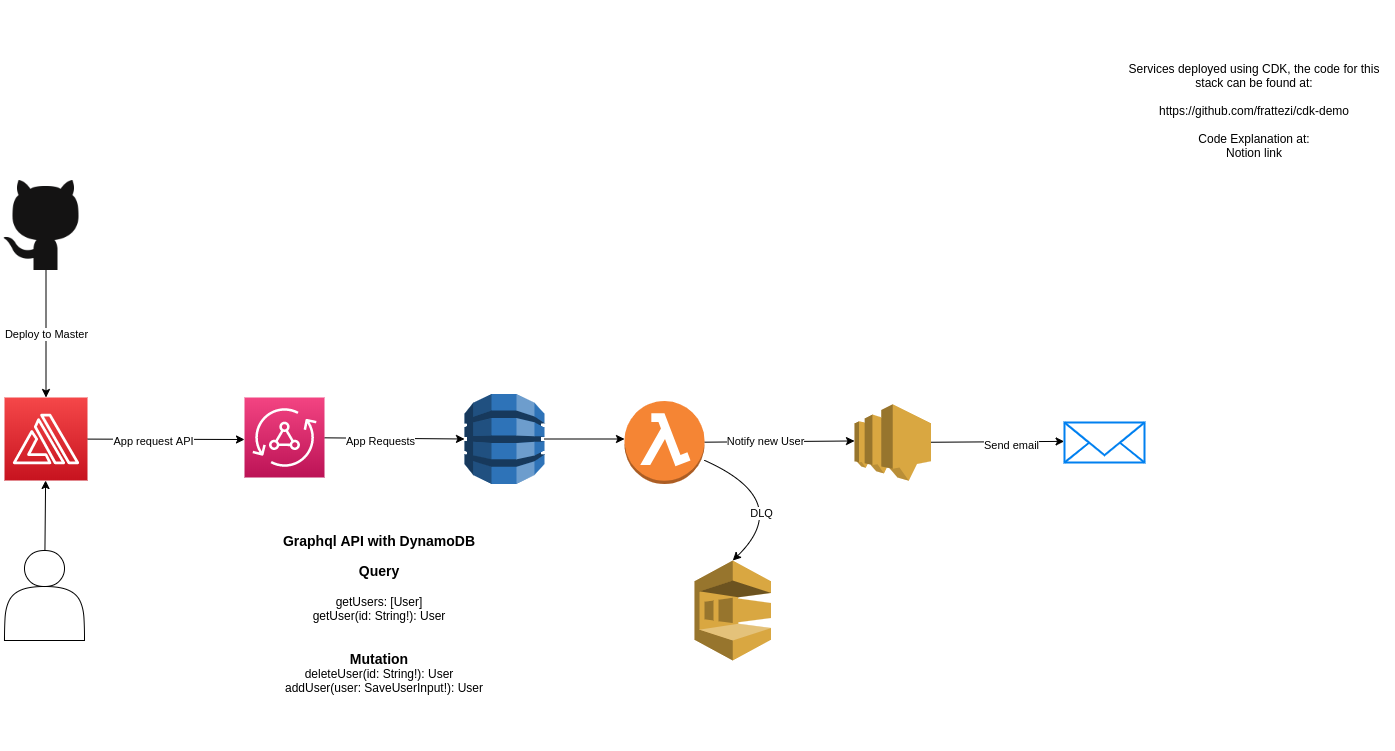 Services deployed using CDK, the code for this
stack can be found at:
https://github.com/frattezi/cdk-demo
Code Explanation at:
Notion link
Deploy to Master
App request API
App Requests
Notify new User
Send email
DLQ
Graphql API with DynamoDB
Query
getUsers: [User]
getUser(id: String!): User
Mutation
deleteUser(id: String!): User
addUser(user: SaveUserInput!): User